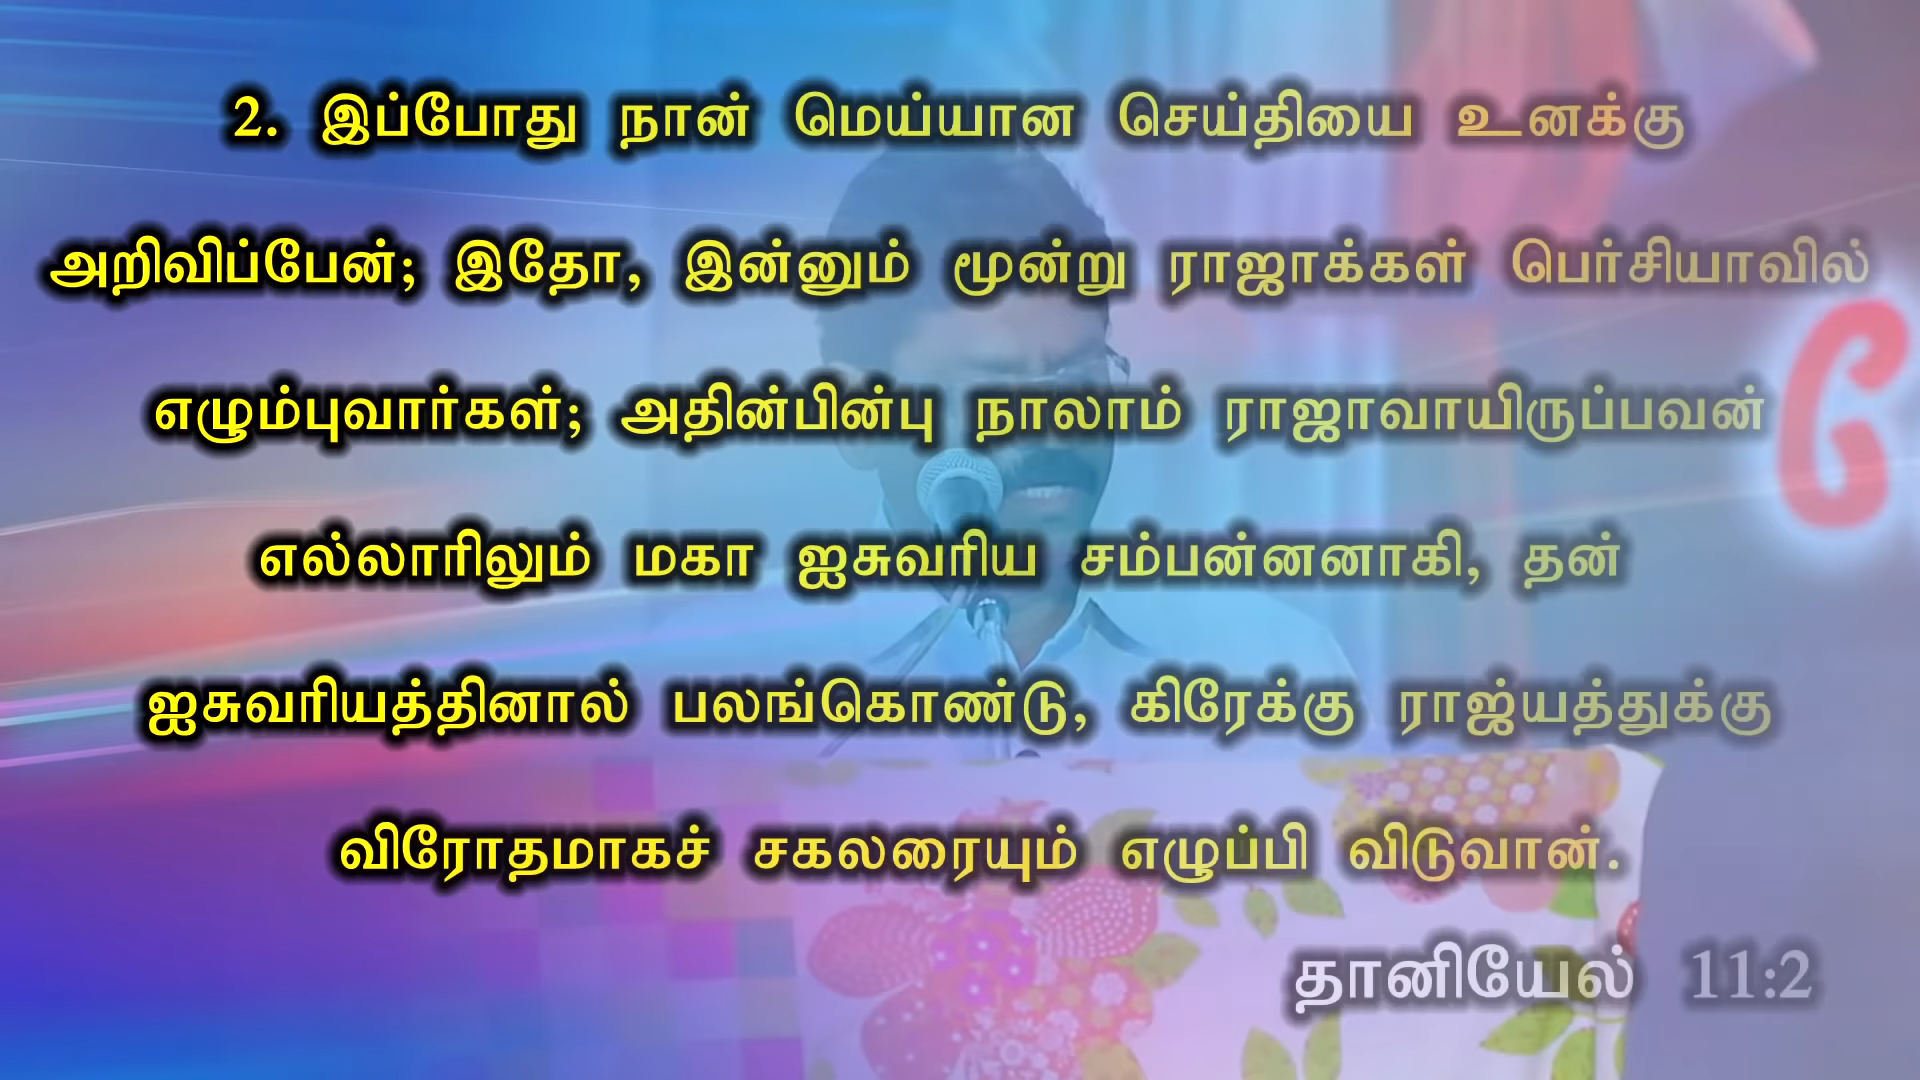 2. இப்போது நான் மெய்யான செய்தியை உனக்கு
அறிவிப்பேன்; இதோ, இன்னும் மூன்று ராஜாக்கள் பெர்சியாவில்
எழும்புவார்கள்; அதின்பின்பு நாலாம் ராஜாவாயிருப்பவன்
எல்லாரிலும் மகா ஐசுவரிய சம்பன்னனாகி, தன்
ஐசுவரியத்தினால் பலங்கொண்டு, கிரேக்கு ராஜ்யத்துக்கு
விரோதமாகச் சகலரையும் எழுப்பி விடுவான்.
தானியேல் 11:2